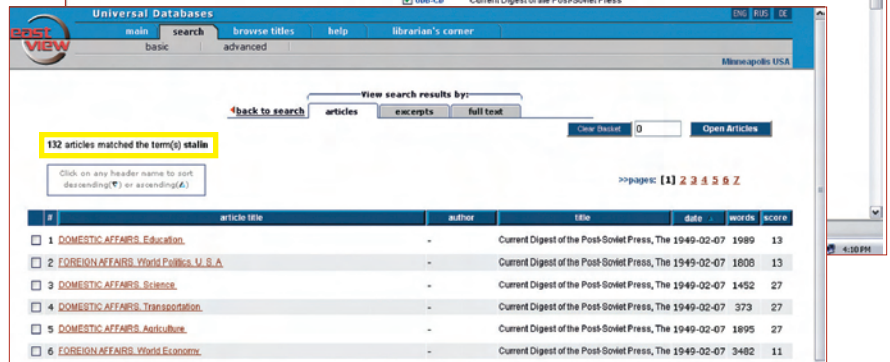 UDB-CD Current Digest of the Post-Soviet Press
Universal Databases ENG RUS DE
east view
main search browse titles help librarian's corner
basic advanced
Minneapolis USA
View search results by:
back to search articles excerpts full text
Clear Basket 0 Open Articles
132 articles matched the term(s) stalin
Click on any header name to sort
descending(▼) or ascending(▲)
>>pages: [1] 2 3 4 5 6 7
# article title author title date words score
1 DOMESTIC AFFAIRS. Education. - Current Digest of the Post-Soviet Press, The 1949-02-07 1989 13
2 FOREIGN AFFAIRS. World Politics. U. S. A. - Current Digest of the Post-Soviet Press, The 1949-02-07 1808 13
3 DOMESTIC AFFAIRS. Science. - Current Digest of the Post-Soviet Press, The 1949-02-07 1452 27
4 DOMESTIC AFFAIRS. Transportation. - Current Digest of the Post-Soviet Press, The 1949-02-07 373 27
5 DOMESTIC AFFAIRS. Agriculture. - Current Digest of the Post-Soviet Press, The 1949-02-07 1895 27
6 FOREIGN AFFAIRS. World Economy. - Current Digest of the Post-Soviet Press, The 1949-02-07 3482 11
4:10 PM